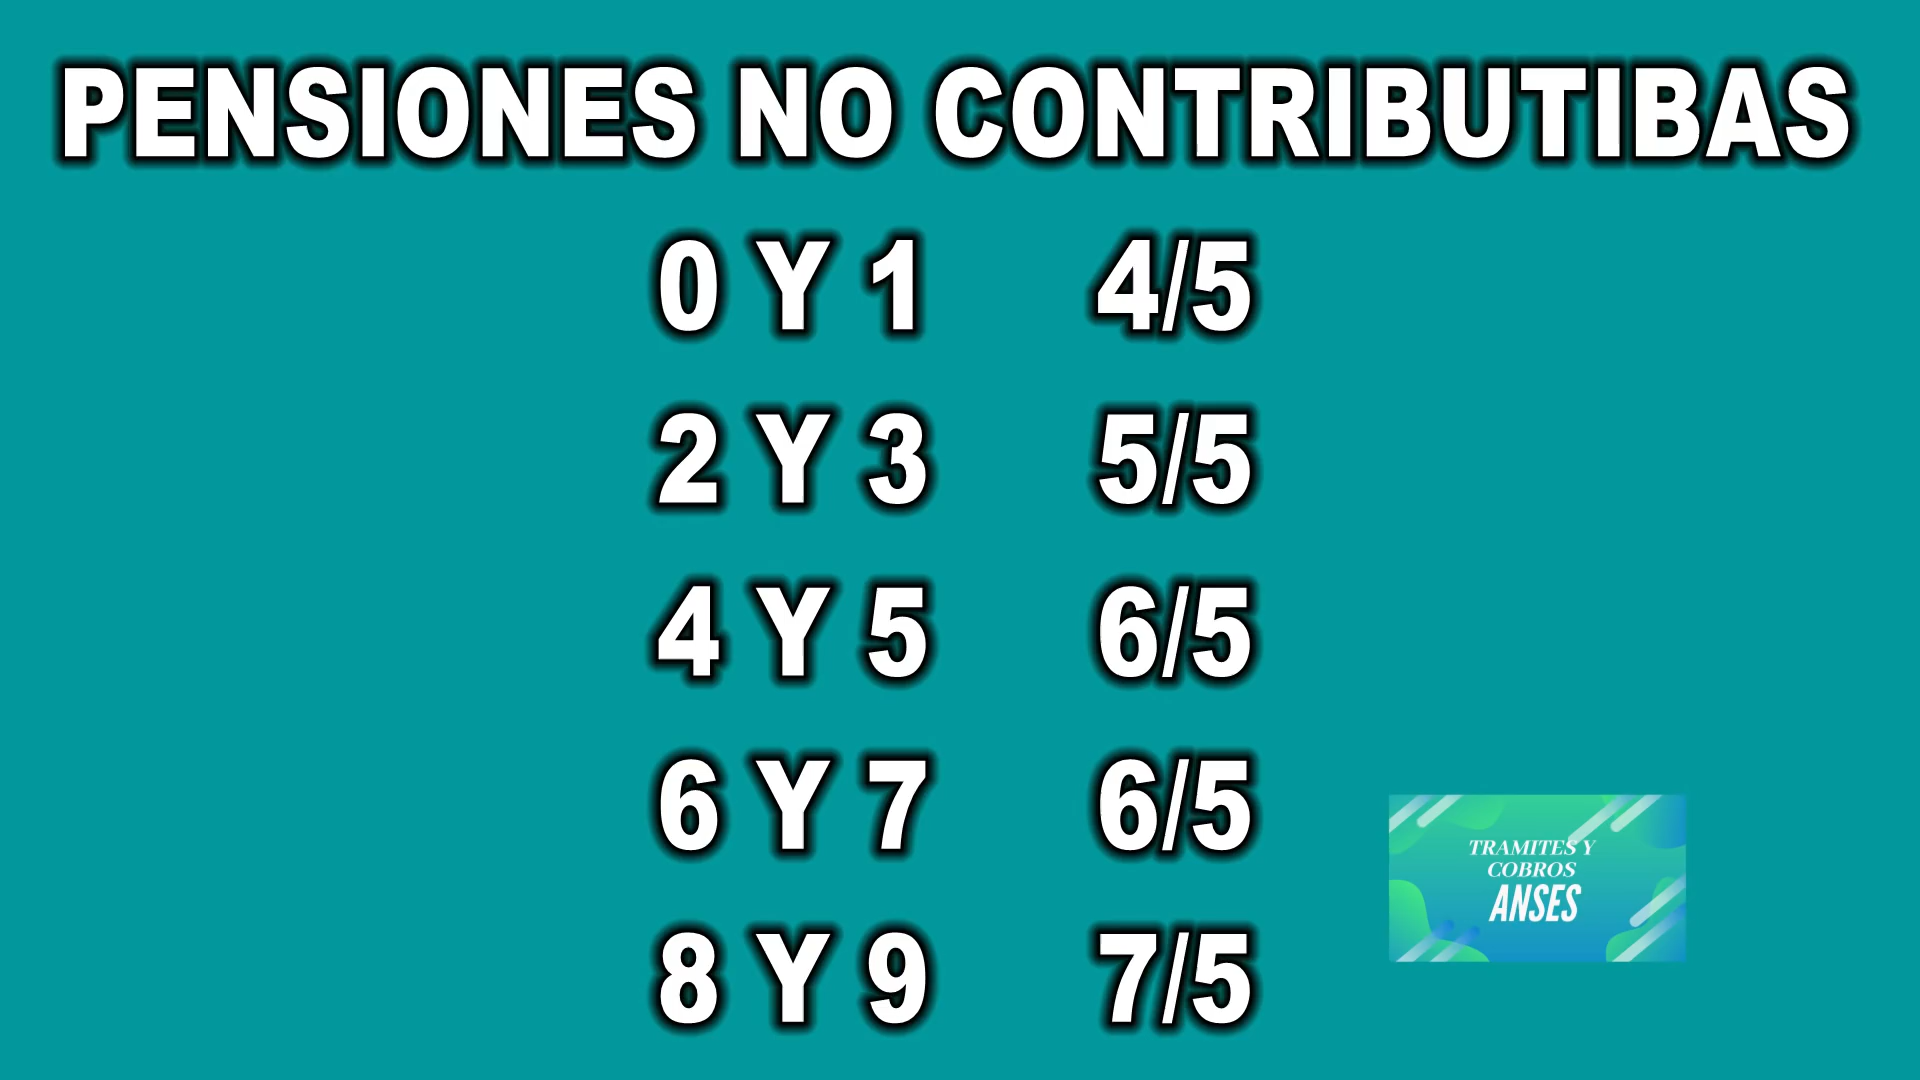 PENSIONES NO CONTRIBUTIBAS
0 Y 1 4/5
2 Y 3 5/5
4 Y 5 6/5
6 Y 7 6/5
8 Y 9 7/5
TRAMITES Y
COBROS
ANSES